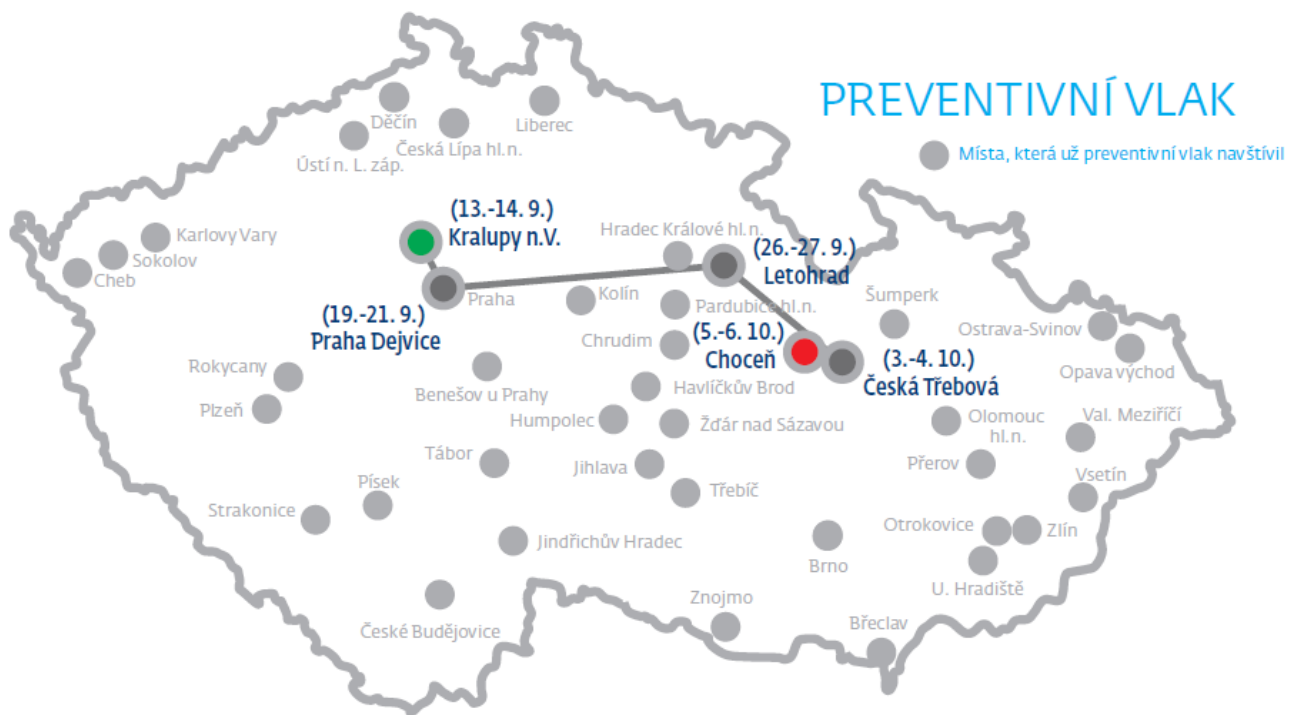 PREVENTIVNÍ VLAK
Místa, která už preventivní vlak navštívil
Děčín
Liberec
Česká Lípa hl.n.
Ústí n. L. záp.
(13.-14. 9.)
Kralupy n.V.
Karlovy Vary
Sokolov
Cheb
Hradec Králové hl.n.
(26.-27. 9.)
Letohrad
Praha
Kolín
(19.-21. 9.)
Praha Dejvice
Pardubice hl.n.
Šumperk
Ostrava-Svinov
Chrudim
(5.-6. 10.)
Choceň
(3.-4. 10.)
Česká Třebová
Opava východ
Rokycany
Plzeň
Benešov u Prahy
Havlíčkův Brod
Humpolec
Žďár nad Sázavou
Olomouc
hl.n.
Val. Meziříčí
Tábor
Jihlava
Přerov
Vsetín
Písek
Třebíč
Strakonice
Jindřichův Hradec
Otrokovice
Zlín
Brno
U. Hradiště
Znojmo
České Budějovice
Břeclav